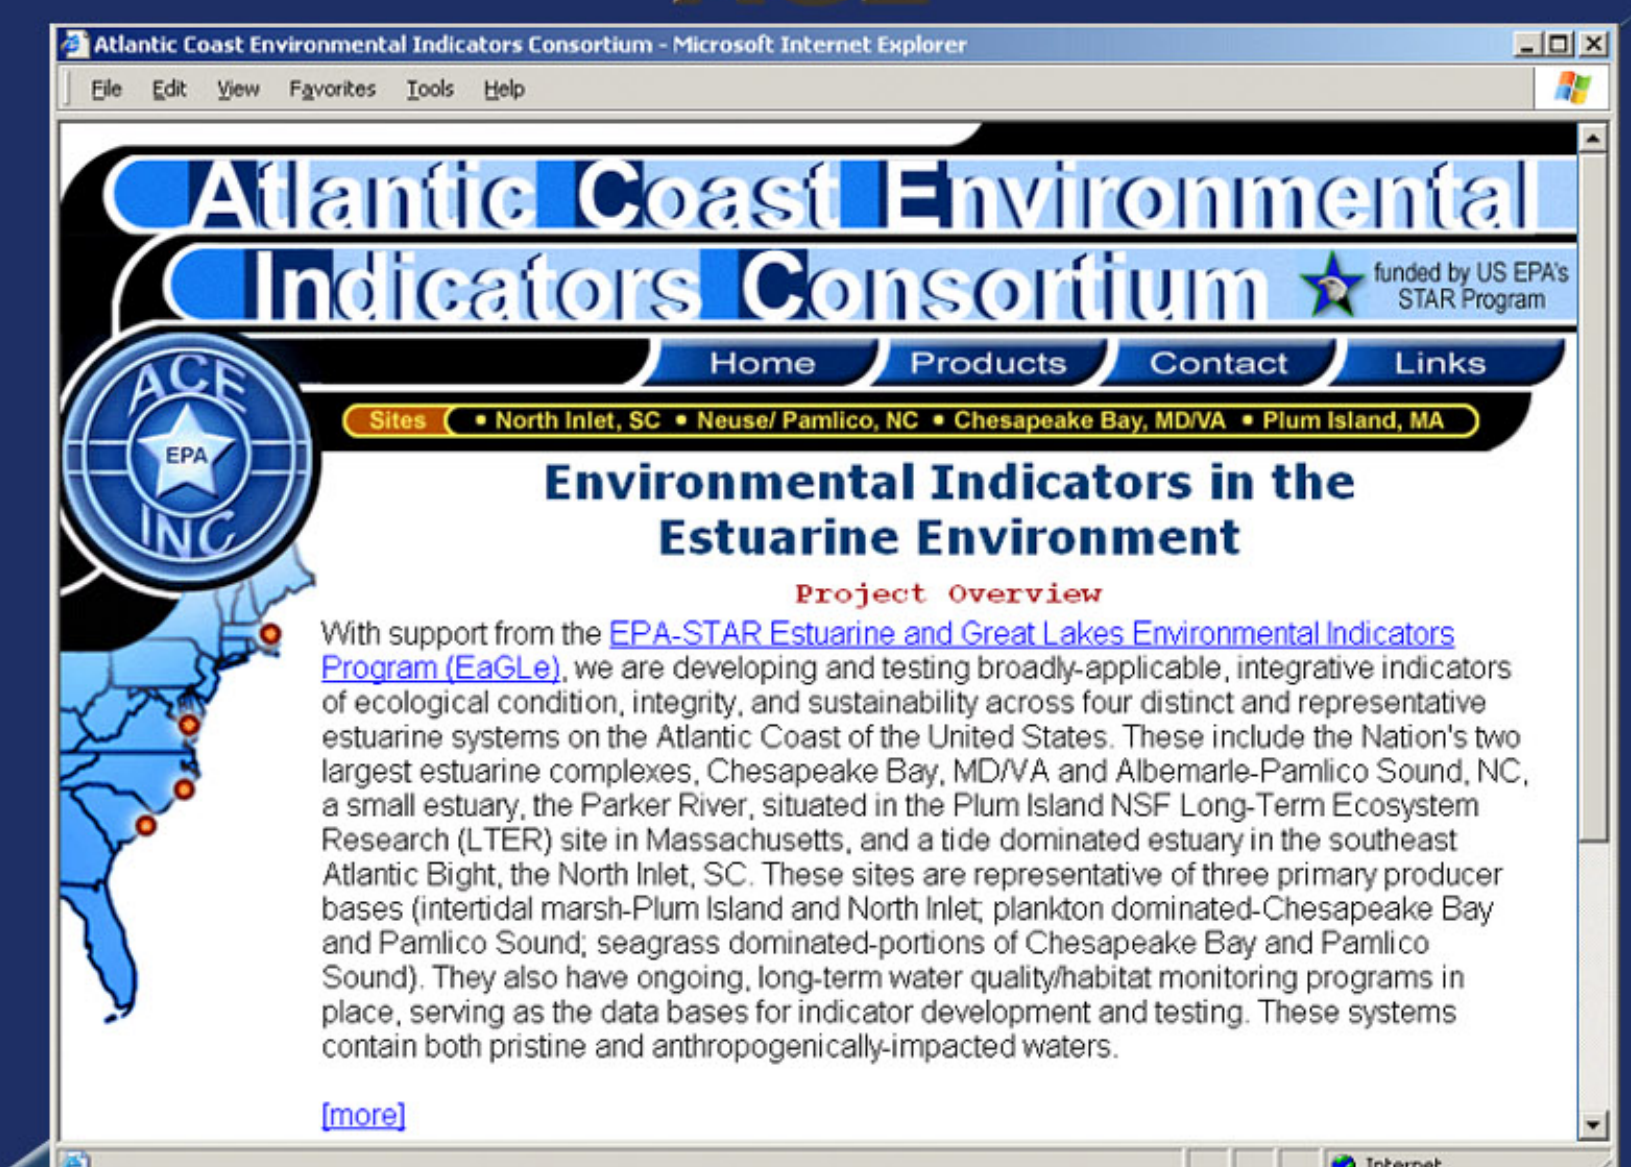 Atlantic Coast Environmental Indicators Consortium - Microsoft Internet Explorer
File Edit View Favorites Tools Help
Atlantic Coast Environmental
Indicators Consortium
funded by US EPA's
STAR Program
Home Products Contact Links
ACE
EPA
INC
Sites • North Inlet, SC • Neuse/ Pamlico, NC • Chesapeake Bay, MD/VA • Plum Island, MA
Environmental Indicators in the
Estuarine Environment
Project Overview
With support from the EPA-STAR Estuarine and Great Lakes Environmental Indicators
Program (EaGLe), we are developing and testing broadly-applicable, integrative indicators
of ecological condition, integrity, and sustainability across four distinct and representative
estuarine systems on the Atlantic Coast of the United States. These include the Nation's two
largest estuarine complexes, Chesapeake Bay, MD/VA and Albemarle-Pamlico Sound, NC,
a small estuary, the Parker River, situated in the Plum Island NSF Long-Term Ecosystem
Research (LTER) site in Massachusetts, and a tide dominated estuary in the southeast
Atlantic Bight, the North Inlet, SC. These sites are representative of three primary producer
bases (intertidal marsh-Plum Island and North Inlet; plankton dominated-Chesapeake Bay
and Pamlico Sound; seagrass dominated-portions of Chesapeake Bay and Pamlico
Sound). They also have ongoing, long-term water quality/habitat monitoring programs in
place, serving as the data bases for indicator development and testing. These systems
contain both pristine and anthropogenically-impacted waters.
[more]
Internet